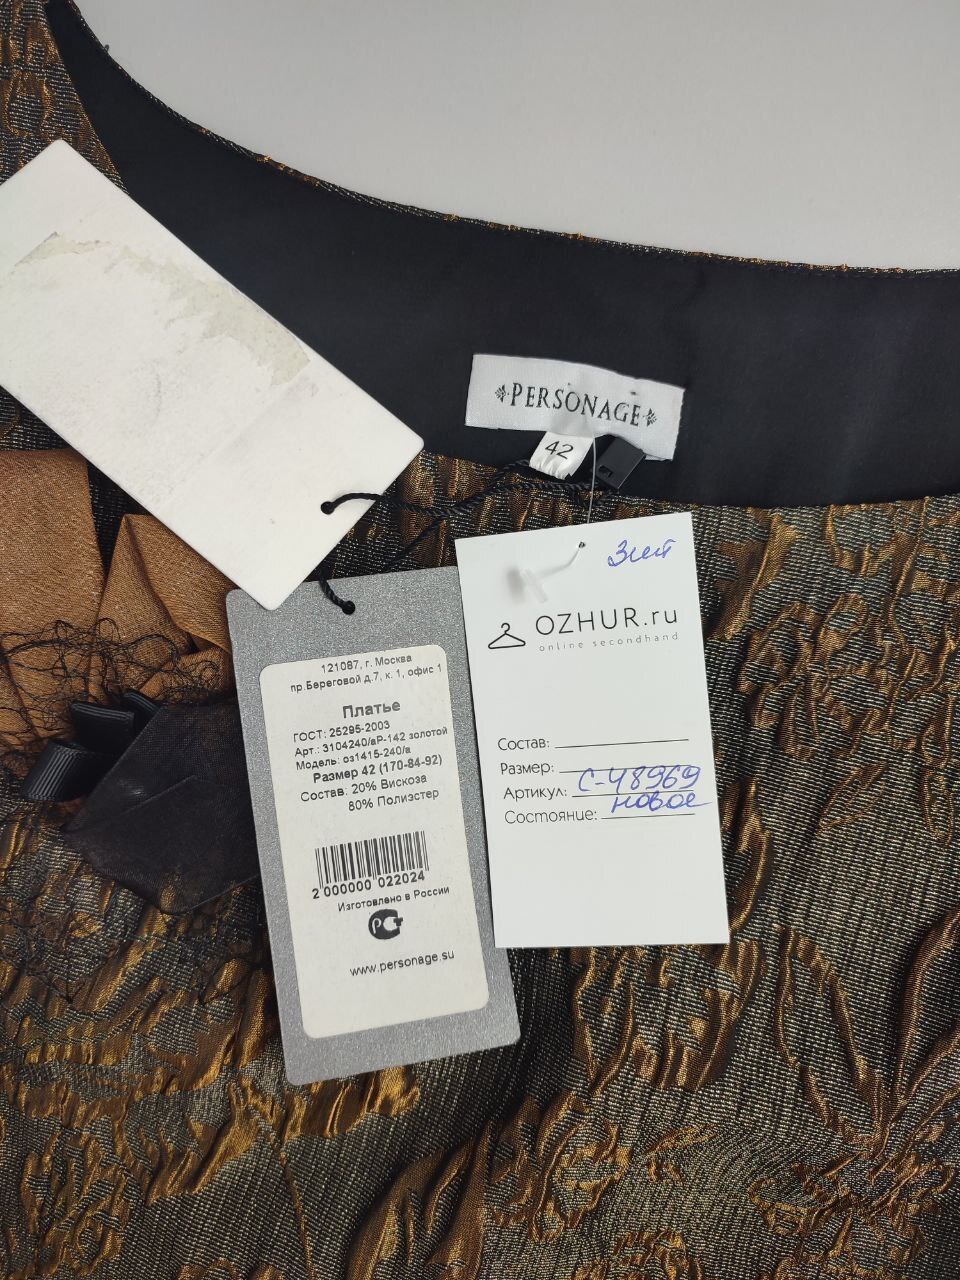 PERSONAGE
42
121087, г. Москва
пр.Береговой д.7, к. 1, офис 1
Платье
ГОСТ: 25295-2003
Арт.: 3104240/аР-142 золотой
Модель: оз1415-240/а
Размер 42 (170-84-92)
Состав: 20% Вискоза
80% Полиэстер
2 000000 022024
Изготовлено в России
РСТ
www.personage.su
OZHUR.ru
online secondhand
Состав:
Размер:
Артикул: С-48969
Состояние: новое